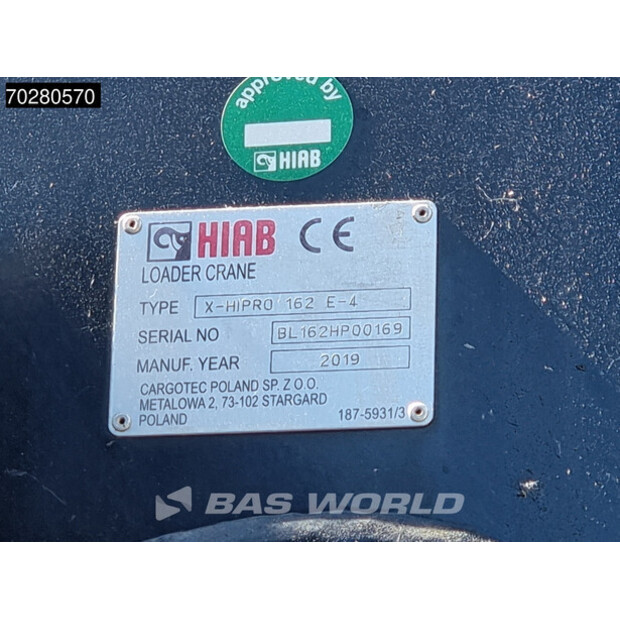 70280570
approved by
HIAB
HIAB CE
LOADER CRANE
TYPE X-HIPRO 162 E-4
SERIAL NO BL162HP00169
MANUF. YEAR 2019
CARGOTEC POLAND SP. Z O.O.
METALOWA 2, 73-102 STARGARD
POLAND 187-5931/3
BAS WORLD